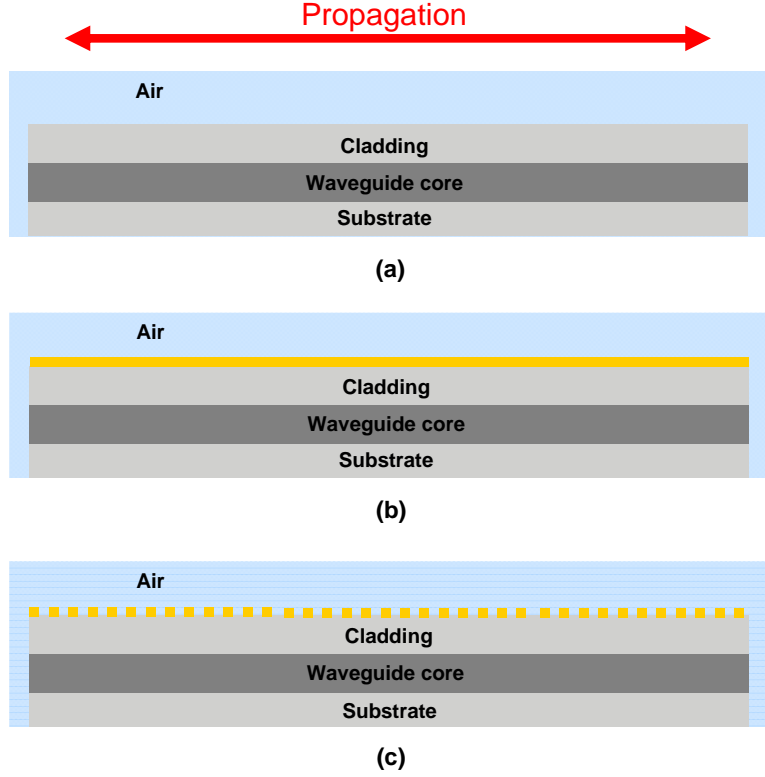 Propagation
Air
Cladding
Waveguide core
Substrate
(a)
Air
Cladding
Waveguide core
Substrate
(b)
Air
Cladding
Waveguide core
Substrate
(c)